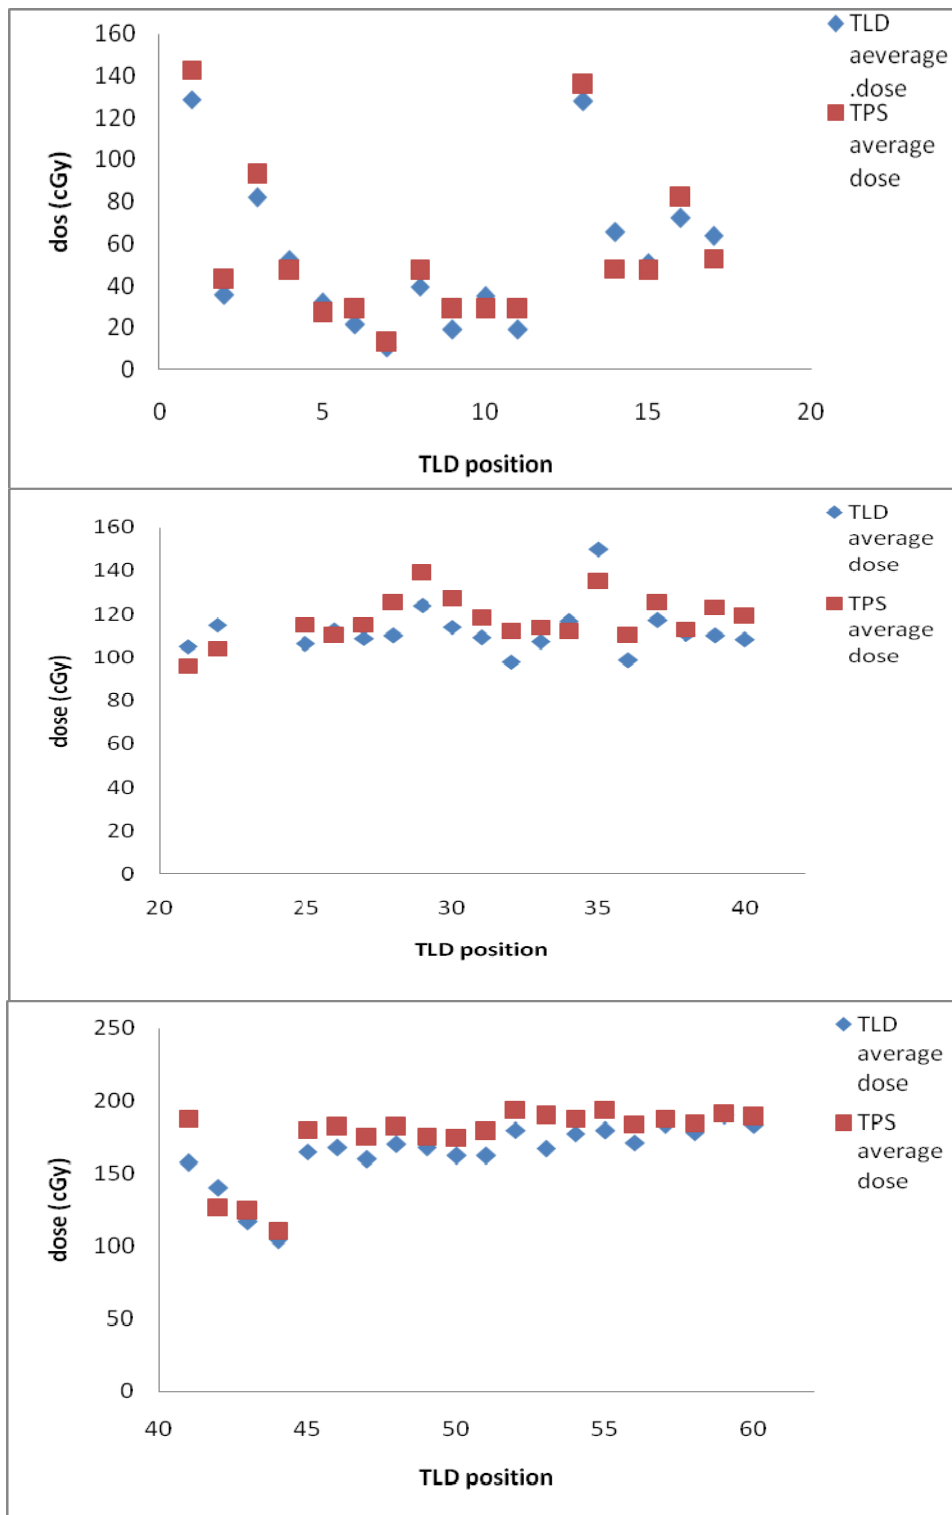 160
140
120
100
80
60
40
20
0
dos (cGy)
0 5 10 15 20
TLD position
TLD
aeverage
.dose
TPS
average
dose
160
140
120
100
80
60
40
20
0
dose (cGy)
20 25 30 35 40
TLD position
TLD
average
dose
TPS
average
dose
250
200
150
100
50
0
dose (cGy)
40 45 50 55 60
TLD position
TLD
average
dose
TPS
average
dose